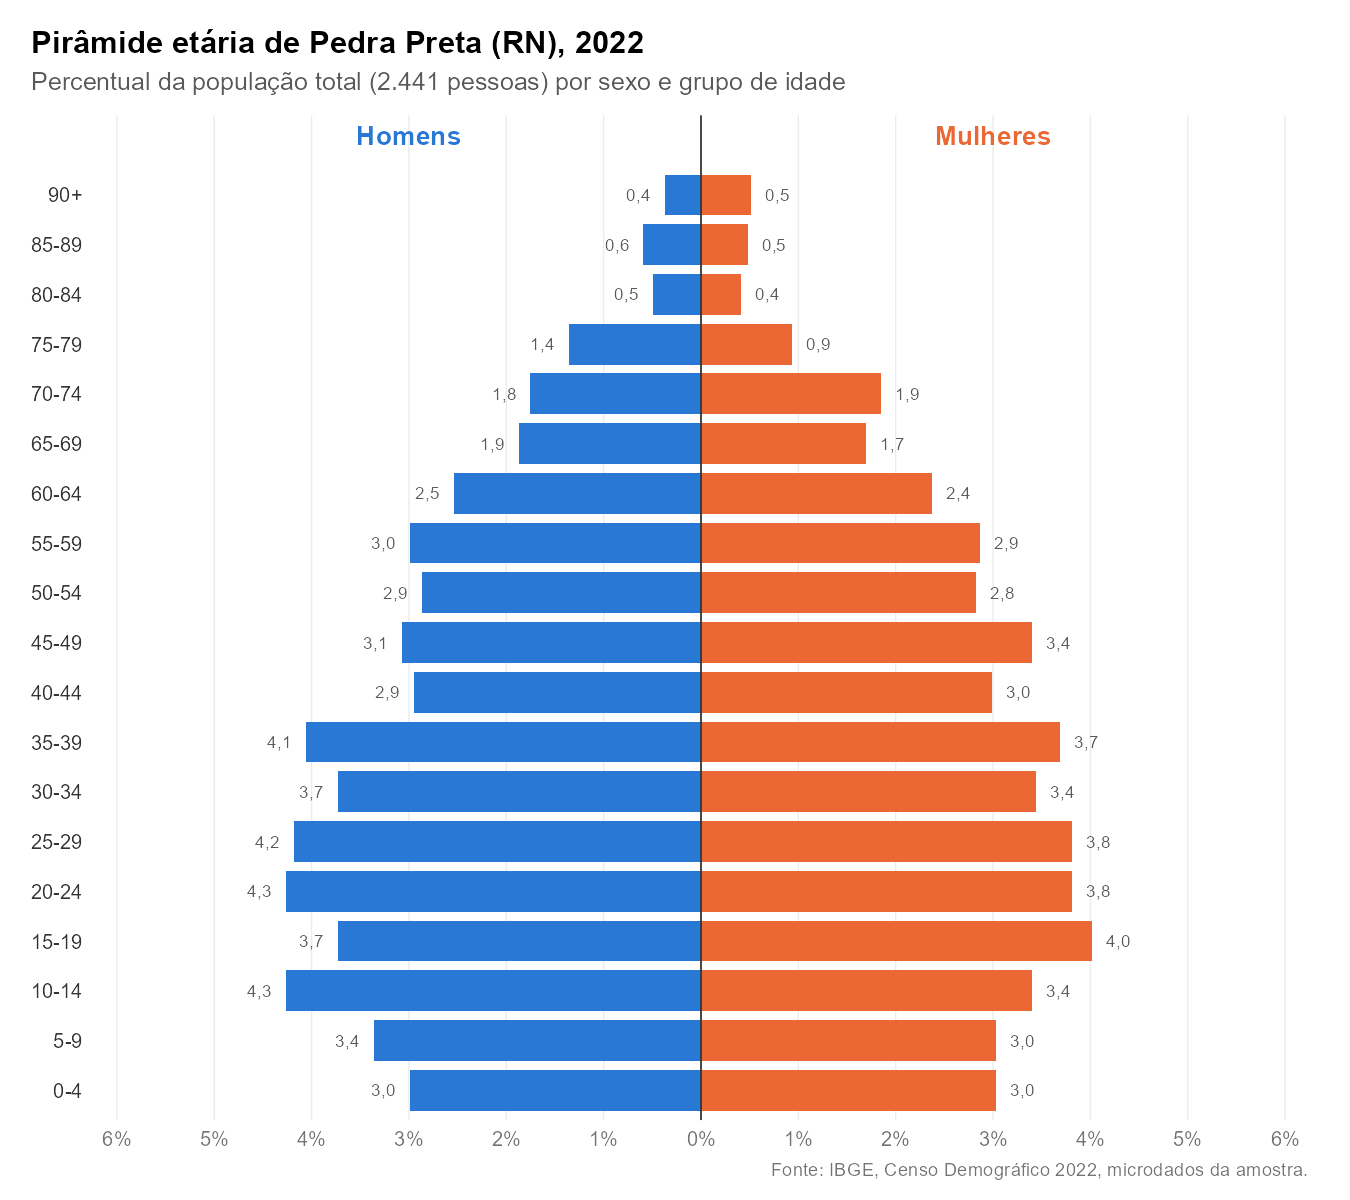 Pirâmide etária de Pedra Preta (RN), 2022
Percentual da população total (2.441 pessoas) por sexo e grupo de idade
Homens Mulheres
90+ 0,4 0,5
85-89 0,6 0,5
80-84 0,5 0,4
75-79 1,4 0,9
70-74 1,8 1,9
65-69 1,9 1,7
60-64 2,5 2,4
55-59 3,0 2,9
50-54 2,9 2,8
45-49 3,1 3,4
40-44 2,9 3,0
35-39 4,1 3,7
30-34 3,7 3,4
25-29 4,2 3,8
20-24 4,3 3,8
15-19 3,7 4,0
10-14 4,3 3,4
5-9 3,4 3,0
0-4 3,0 3,0
6% 5% 4% 3% 2% 1% 0% 1% 2% 3% 4% 5% 6%
Fonte: IBGE, Censo Demográfico 2022, microdados da amostra.